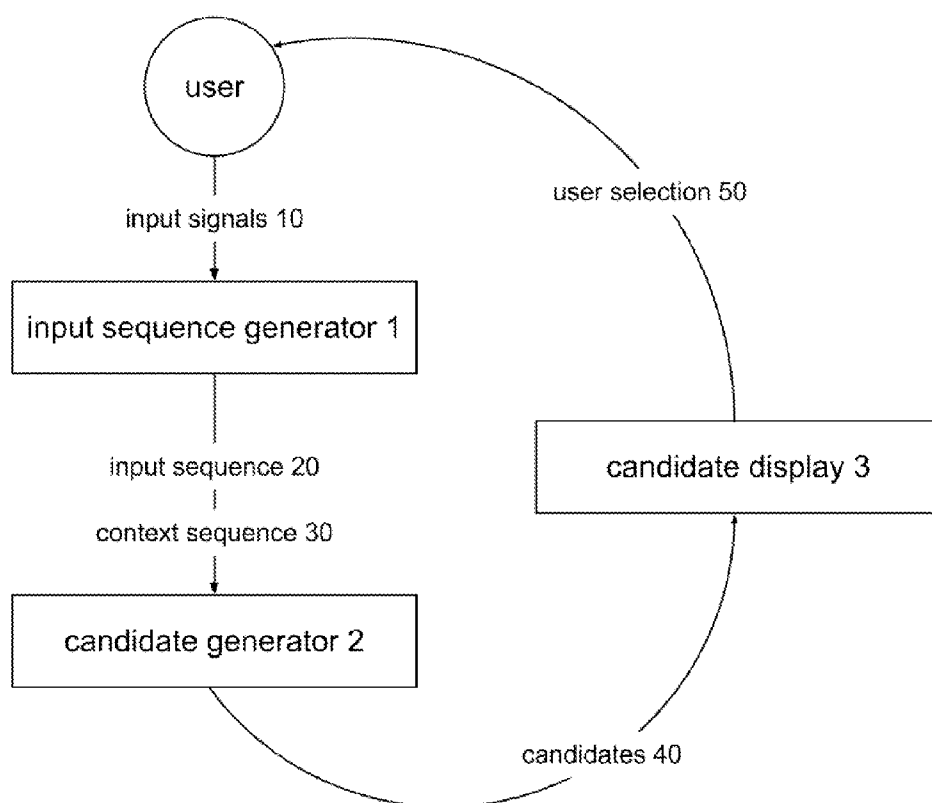 user
input signals 10
input sequence generator 1
input sequence 20
context sequence 30
candidate generator 2
candidates 40
candidate display 3
user selection 50